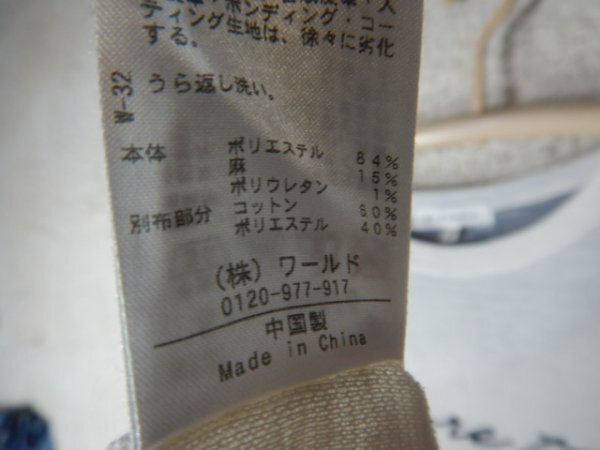 ボンディング・コー
ティング生地は、徐々に劣化
する。
W-32 うら返し洗い。
本体 ポリエステル 84%
麻 15%
ポリウレタン 1%
別布部分 コットン 60%
ポリエステル 40%
(株) ワールド
0120-977-917
中国製
Made in China